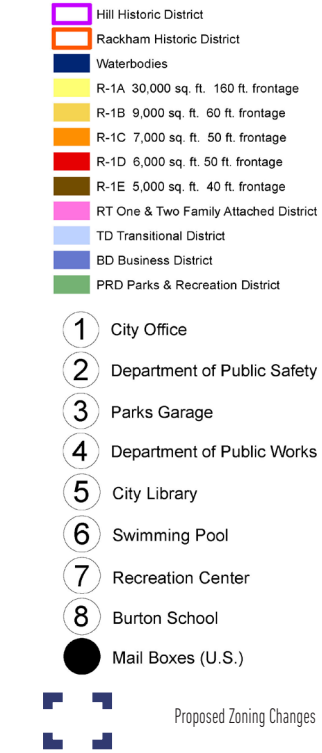 Hill Historic District
Rackham Historic District
Waterbodies
R-1A 30,000 sq. ft. 160 ft. frontage
R-1B 9,000 sq. ft. 60 ft. frontage
R-1C 7,000 sq. ft. 50 ft. frontage
R-1D 6,000 sq. ft. 50 ft. frontage
R-1E 5,000 sq. ft. 40 ft. frontage
RT One & Two Family Attached District
TD Transitional District
BD Business District
PRD Parks & Recreation District
1 City Office
2 Department of Public Safety
3 Parks Garage
4 Department of Public Works
5 City Library
6 Swimming Pool
7 Recreation Center
8 Burton School
Mail Boxes (U.S.)
Proposed Zoning Changes